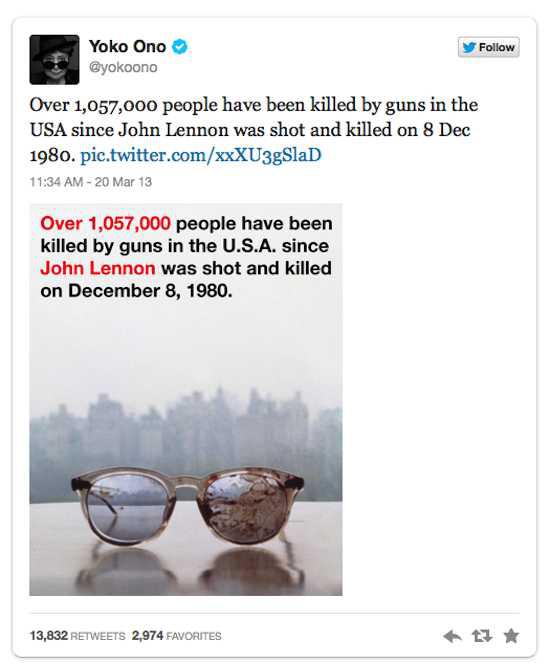 Yoko Ono
@yokoono
Follow
Over 1,057,000 people have been killed by guns in the
USA since John Lennon was shot and killed on 8 Dec
1980. pic.twitter.com/xxXU3gSlaD
11:34 AM - 20 Mar 13
Over 1,057,000 people have been
killed by guns in the U.S.A. since
John Lennon was shot and killed
on December 8, 1980.
13,832 RETWEETS 2,974 FAVORITES